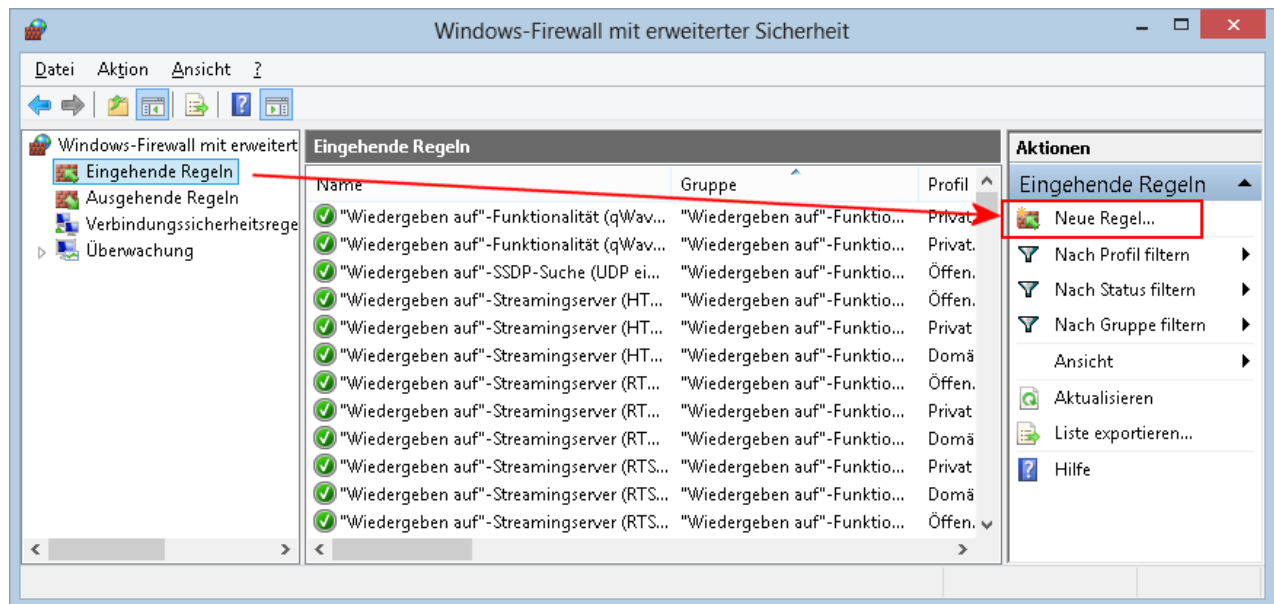 Windows-Firewall mit erweiterter Sicherheit
Datei Aktion Ansicht ?
Windows-Firewall mit erweitert
Eingehende Regeln
Ausgehende Regeln
Verbindungssicherheitsrege
Überwachung
Eingehende Regeln
Name Gruppe Profil
"Wiedergeben auf"-Funktionalität (qWav... "Wiedergeben auf"-Funktio... Privat
"Wiedergeben auf"-Funktionalität (qWav... "Wiedergeben auf"-Funktio... Privat.
"Wiedergeben auf"-SSDP-Suche (UDP ei... "Wiedergeben auf"-Funktio... Öffen.
"Wiedergeben auf"-Streamingserver (HT... "Wiedergeben auf"-Funktio... Öffen.
"Wiedergeben auf"-Streamingserver (HT... "Wiedergeben auf"-Funktio... Privat
"Wiedergeben auf"-Streamingserver (HT... "Wiedergeben auf"-Funktio... Domä
"Wiedergeben auf"-Streamingserver (RT... "Wiedergeben auf"-Funktio... Öffen.
"Wiedergeben auf"-Streamingserver (RT... "Wiedergeben auf"-Funktio... Privat
"Wiedergeben auf"-Streamingserver (RT... "Wiedergeben auf"-Funktio... Domä
"Wiedergeben auf"-Streamingserver (RTS... "Wiedergeben auf"-Funktio... Privat
"Wiedergeben auf"-Streamingserver (RTS... "Wiedergeben auf"-Funktio... Domä
"Wiedergeben auf"-Streamingserver (RTS... "Wiedergeben auf"-Funktio... Öffen.
Aktionen
Eingehende Regeln
Neue Regel...
Nach Profil filtern
Nach Status filtern
Nach Gruppe filtern
Ansicht
Aktualisieren
Liste exportieren...
Hilfe